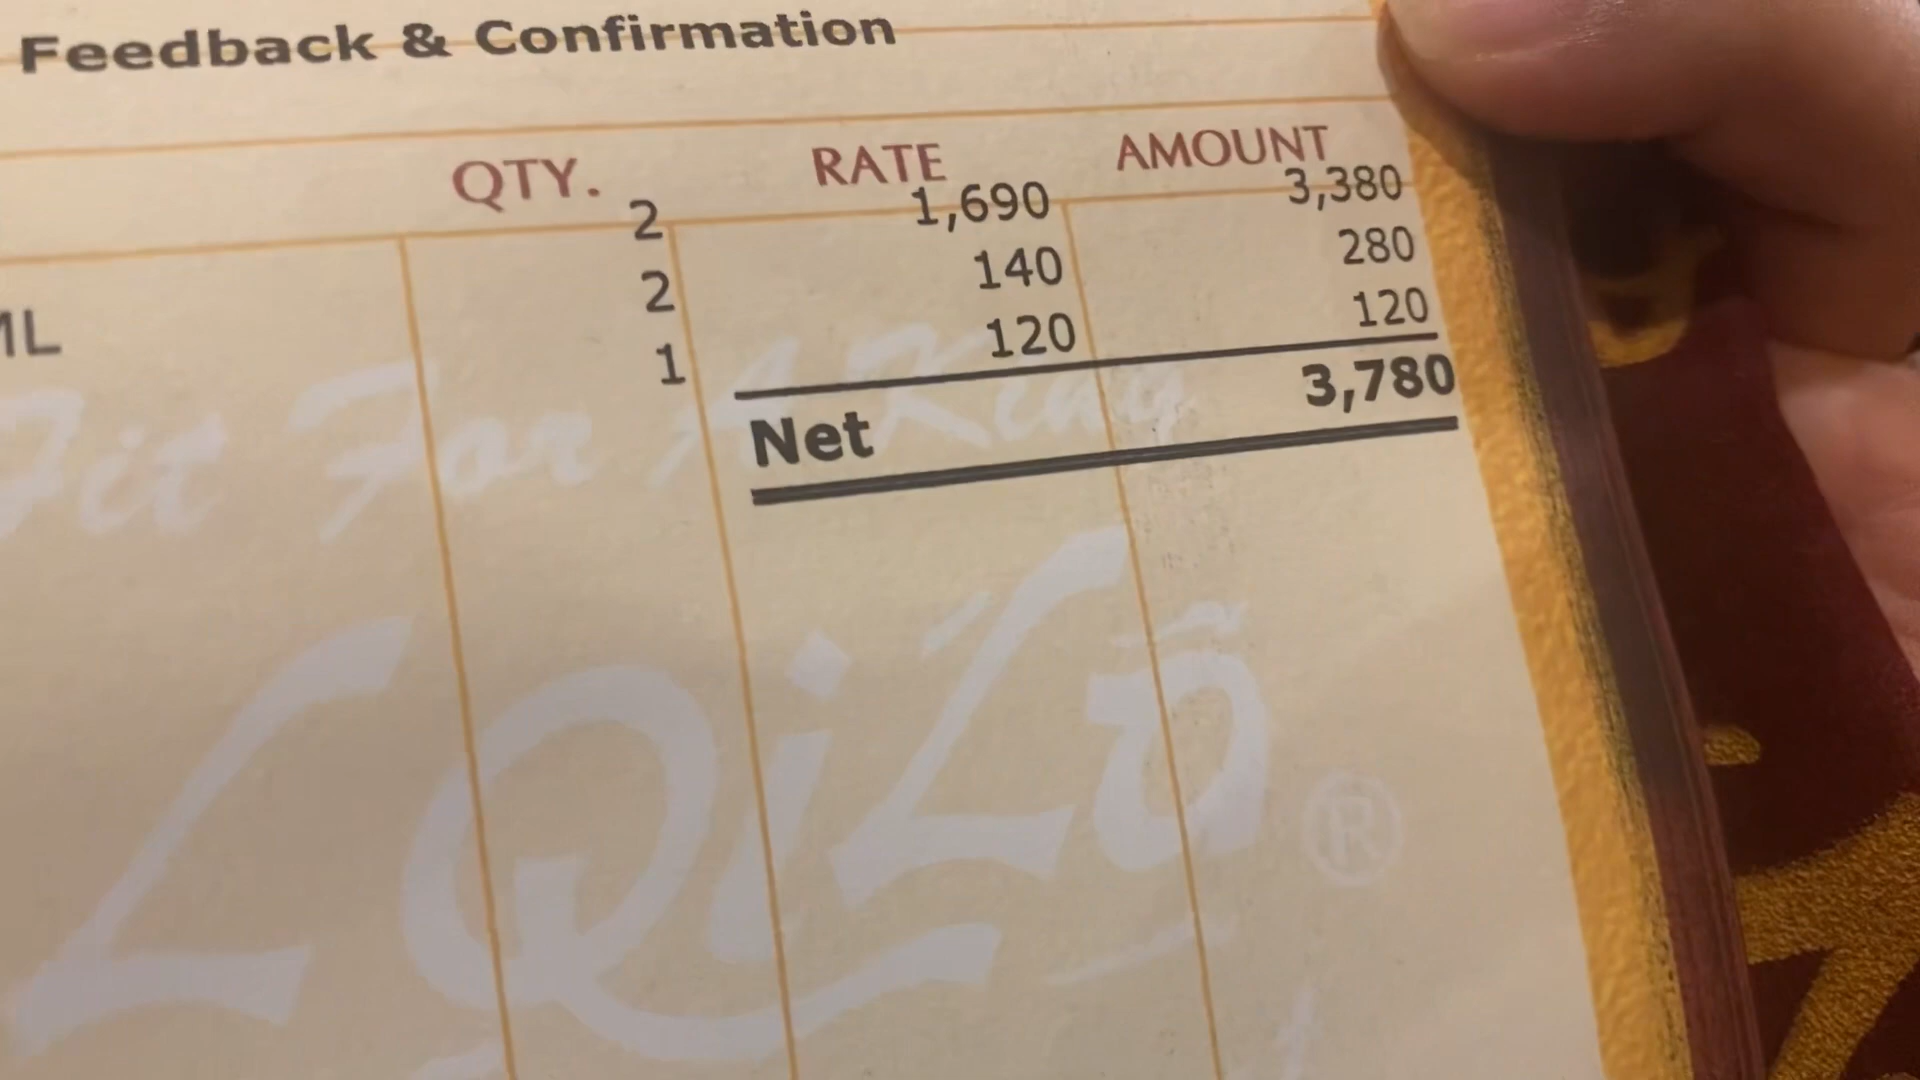 Feedback & Confirmation
QTY. RATE AMOUNT
2 1,690 3,380
ML 2 140 280
1 120 120
Net 3,780
Fit For A King
LQiLō ®